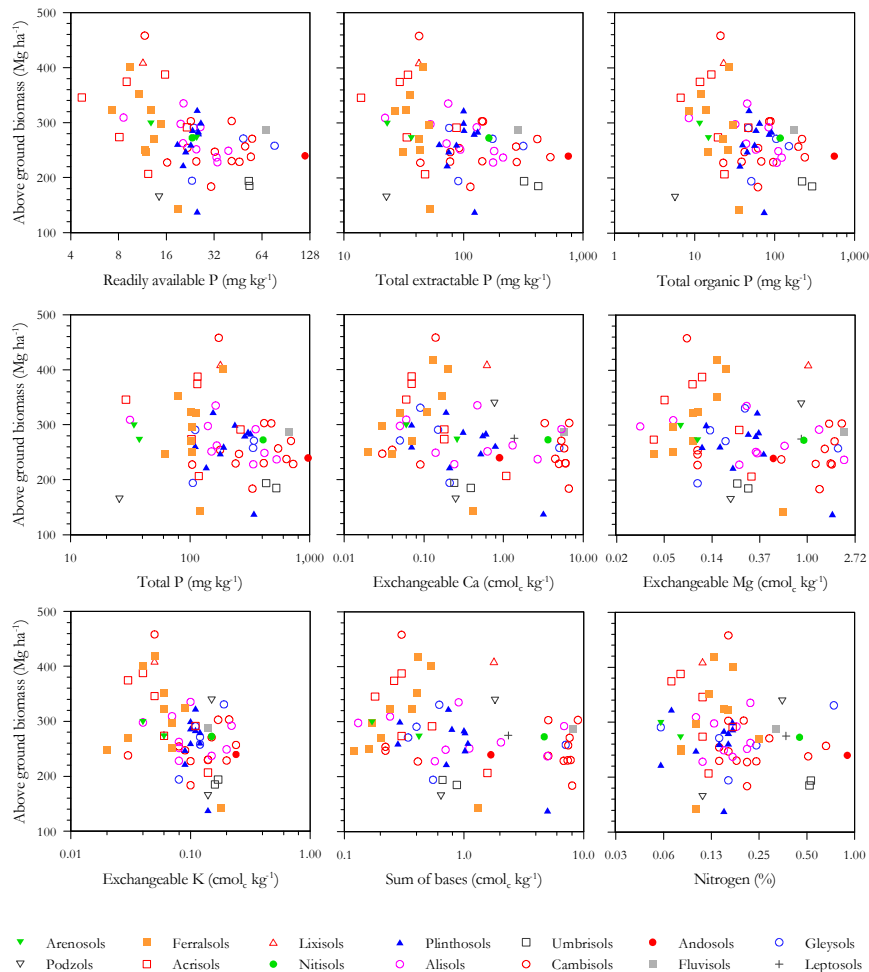 Above ground biomass (Mg ha-1)
500
400
300
200
100
4 8 16 32 64 128
Readily available P (mg kg-1)
10 100 1,000
Total extractable P (mg kg-1)
1 10 100 1,000
Total organic P (mg kg-1)
Above ground biomass (Mg ha-1)
500
400
300
200
100
10 100 1,000
Total P (mg kg-1)
0.01 0.10 1.00 10.00
Exchangeable Ca (cmolc kg-1)
0.02 0.05 0.14 0.37 1.00 2.72
Exchangeable Mg (cmolc kg-1)
Above ground biomass (Mg ha-1)
500
400
300
200
100
0.01 0.10 1.00
Exchangeable K (cmolc kg-1)
0.1 1.0 10.0
Sum of bases (cmolc kg-1)
0.03 0.06 0.13 0.25 0.50 1.00
Nitrogen (%)
Arenosols Ferralsols Lixisols Plinthosols Umbrisols Andosols Gleysols
Podzols Acrisols Nitisols Alisols Cambisols Fluvisols Leptosols